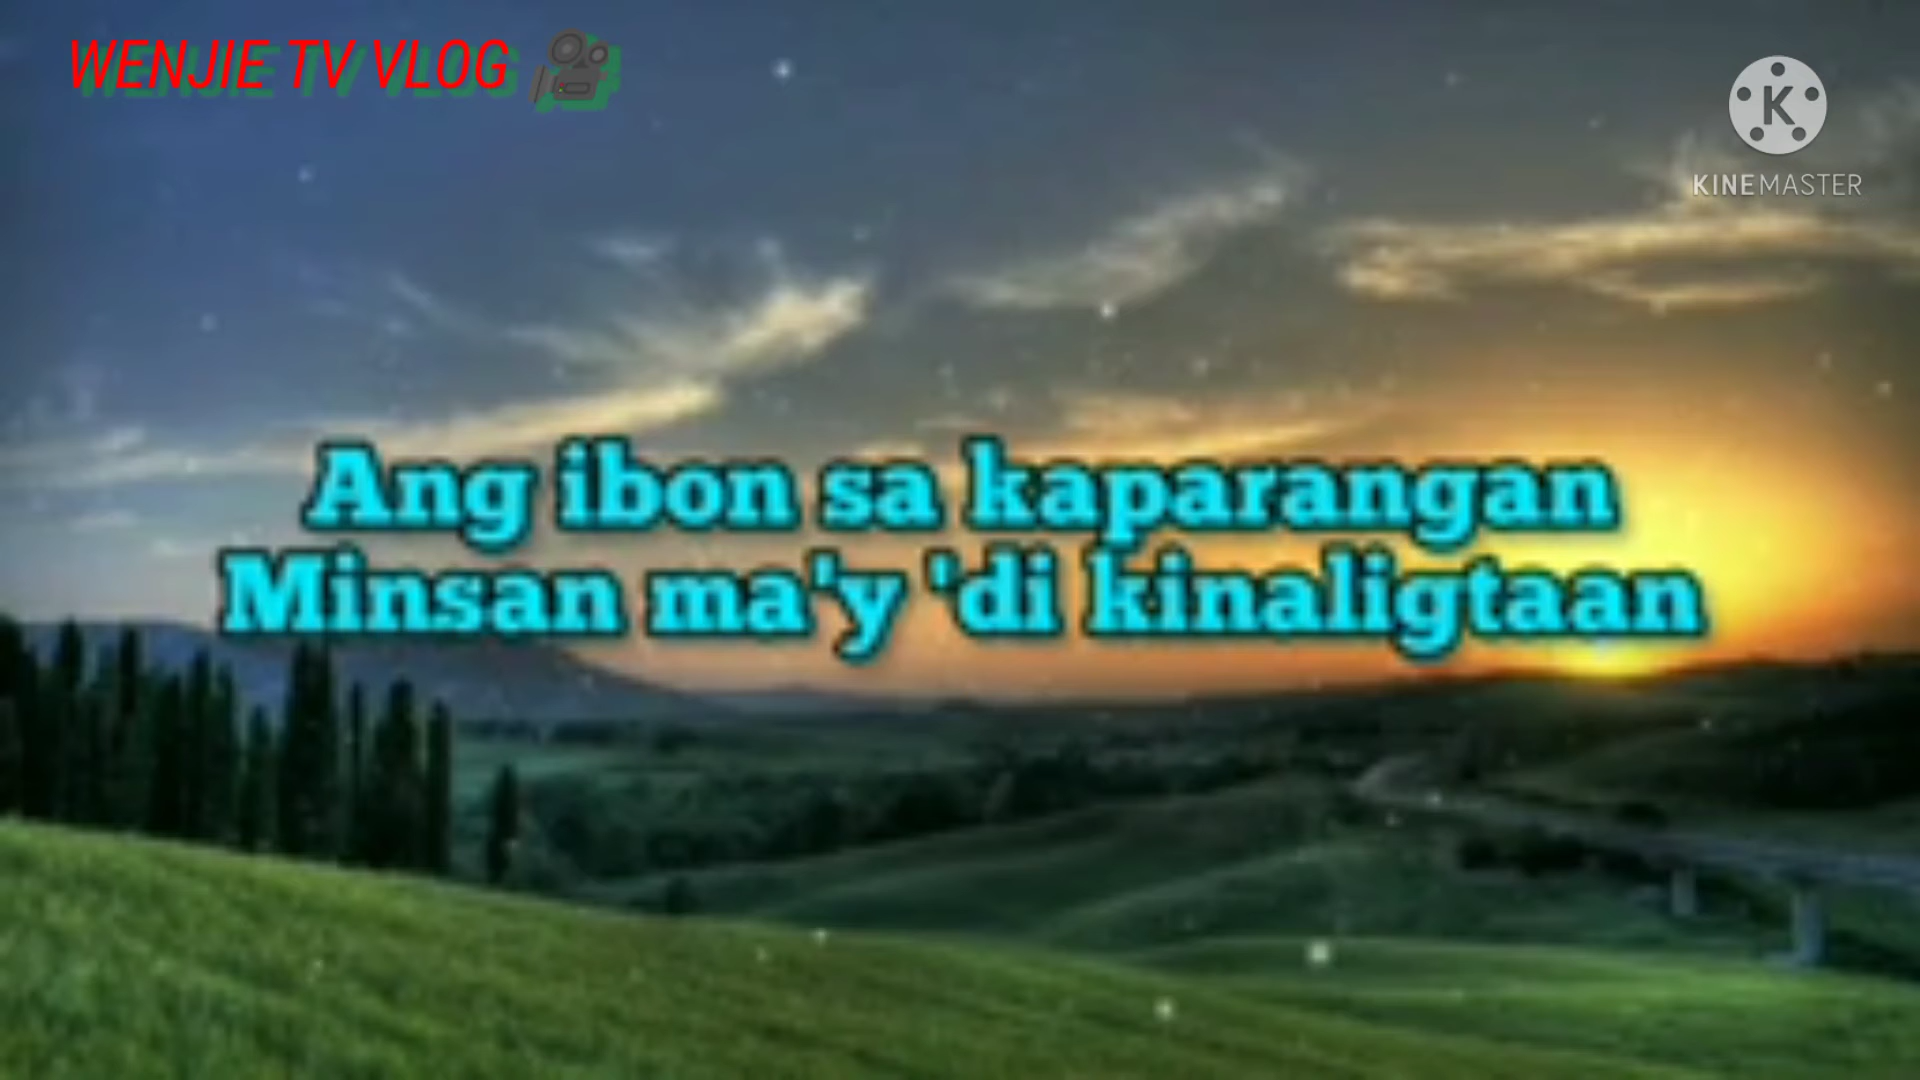 WENJIE TV VLOG
K
KINEMASTER
Ang ibon sa kaparangan
Minsan ma'y 'di kinaligtaan